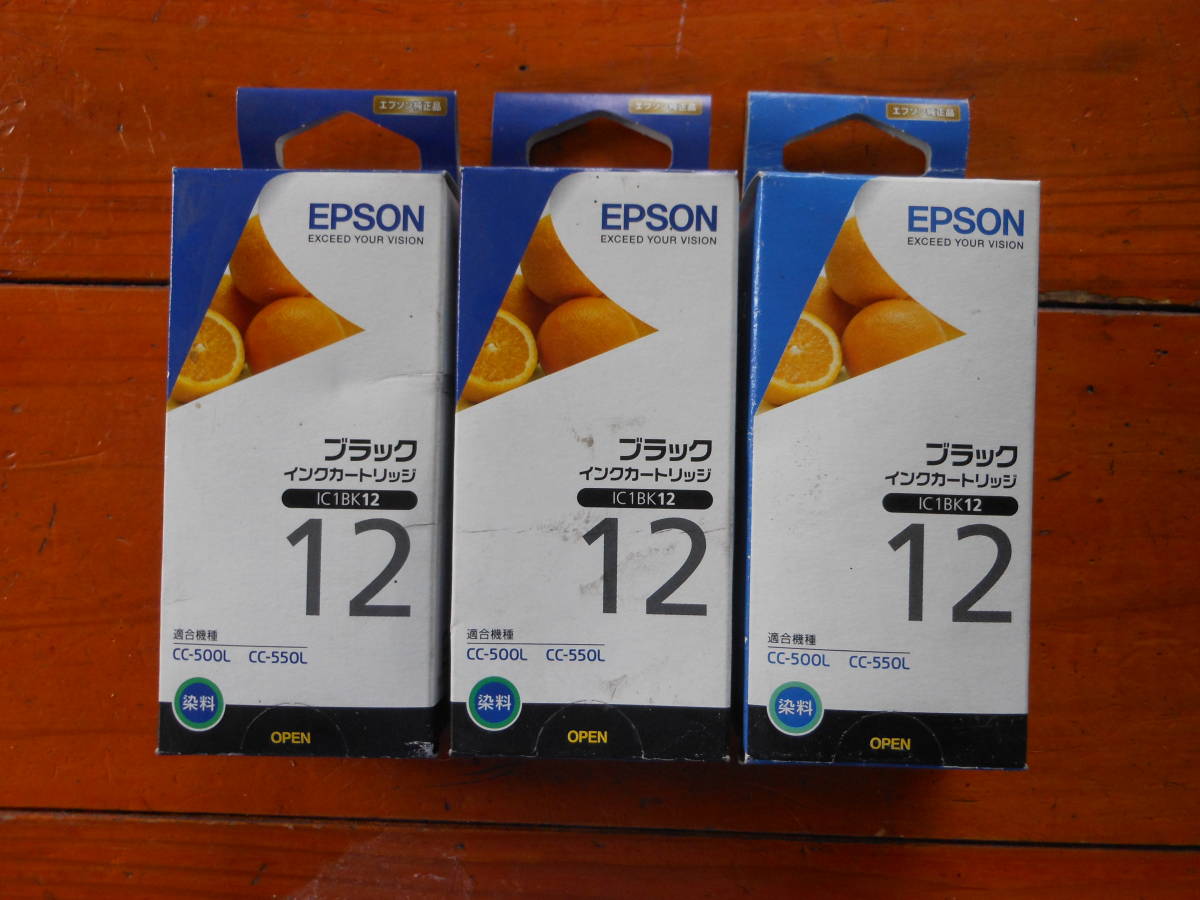 エプソン純正品
EPSON
EXCEED YOUR VISION
ブラック
インクカートリッジ
IC1BK12
12
適合機種
CC-500L CC-550L
染料
OPEN
エプソン純正品
EPSON
EXCEED YOUR VISION
ブラック
インクカートリッジ
IC1BK12
12
適合機種
CC-500L CC-550L
染料
OPEN
エプソン純正品
EPSON
EXCEED YOUR VISION
ブラック
インクカートリッジ
IC1BK12
12
適合機種
CC-500L CC-550L
染料
OPEN